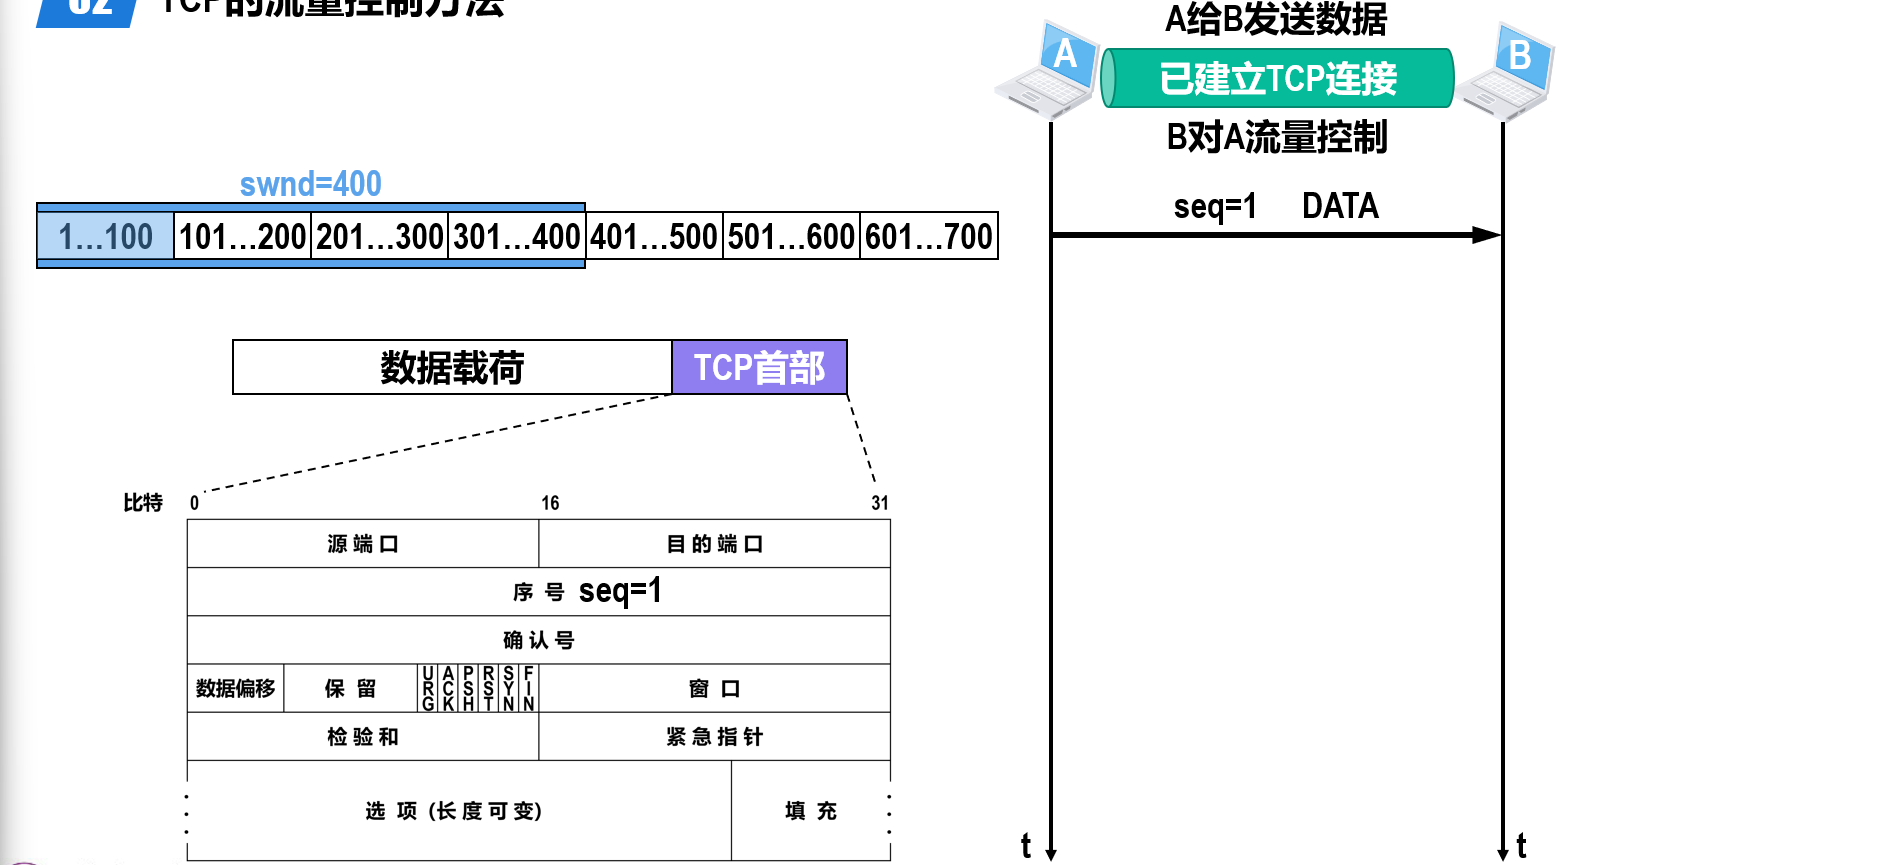 02 TCP的流量控制方法
A给B发送数据
A
已建立TCP连接
B
B对A流量控制
swnd=400
1…100 101…200 201…300 301…400 401…500 501…600 601…700
seq=1 DATA
数据载荷 TCP首部
比特 0 16 31
源端口 目的端口
序号 seq=1
确认号
数据偏移 保留 URG ACK PSH RST SYN FIN 窗口
检验和 紧急指针
选项 (长度可变) 填充
t t